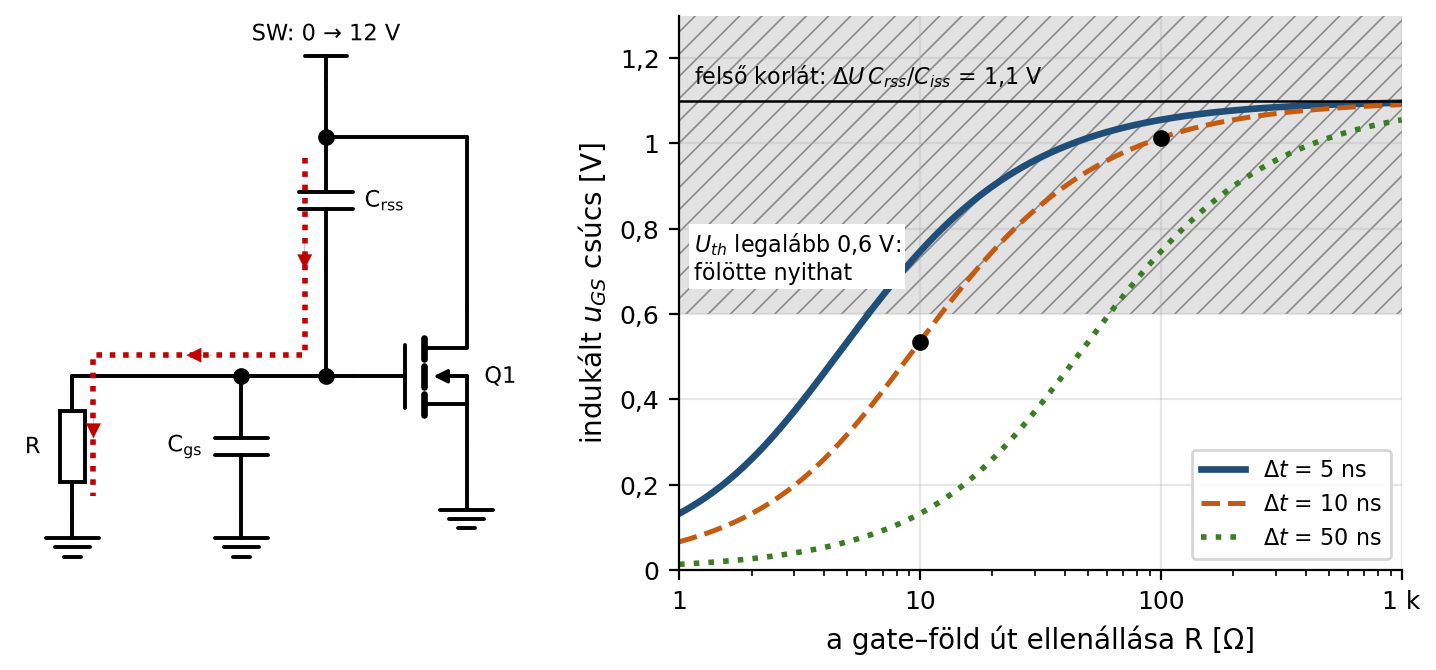 SW: 0 → 12 V
Crss
Q1
R
Cgs
indukált uGS csúcs [V]
1,2
1
0,8
0,6
0,4
0,2
0
felső korlát: ΔU Crss/Ciss = 1,1 V
Uth legalább 0,6 V:
fölötte nyithat
Δt = 5 ns
Δt = 10 ns
Δt = 50 ns
1
10
100
1 k
a gate–föld út ellenállása R [Ω]